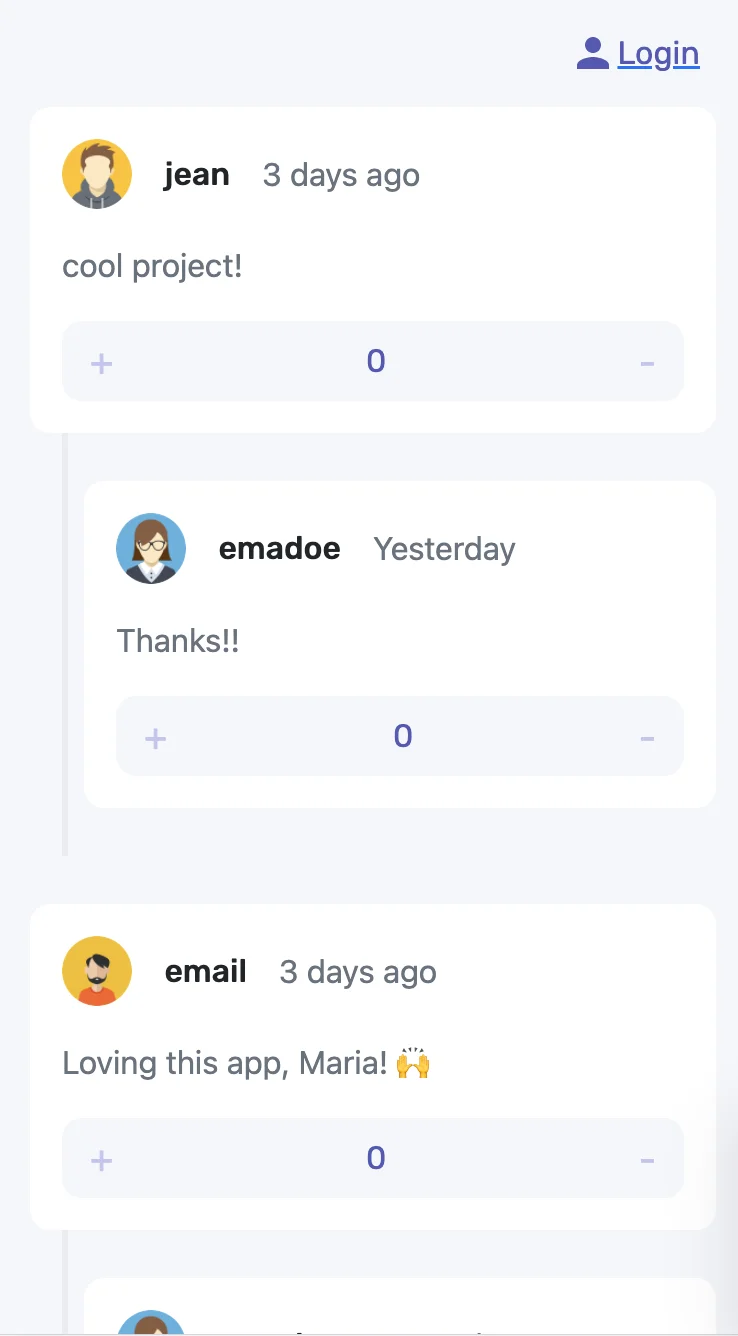 Login
jean 3 days ago
cool project!
+ 0 -
emadoe Yesterday
Thanks!!
+ 0 -
email 3 days ago
Loving this app, Maria! 🙌
+ 0 -